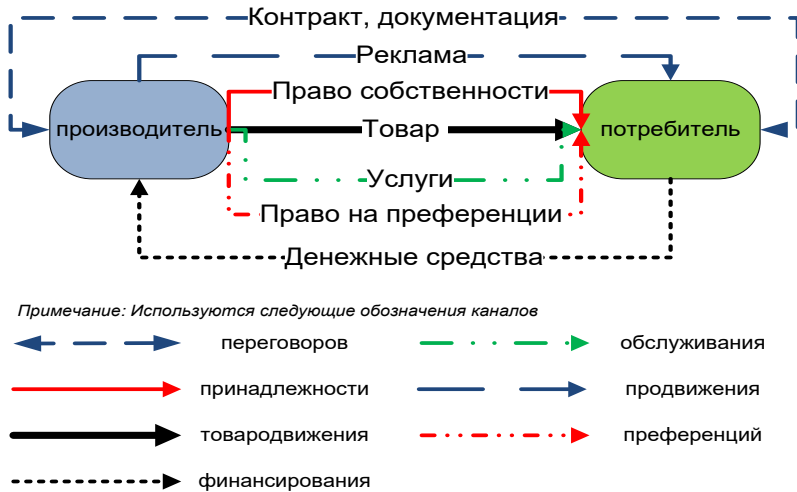 Контракт, документация
Реклама
Право собственности
производитель
Товар
потребитель
Услуги
Право на преференции
Денежные средства
Примечание: Используются следующие обозначения каналов
переговоров
обслуживания
принадлежности
продвижения
товародвижения
преференций
финансирования